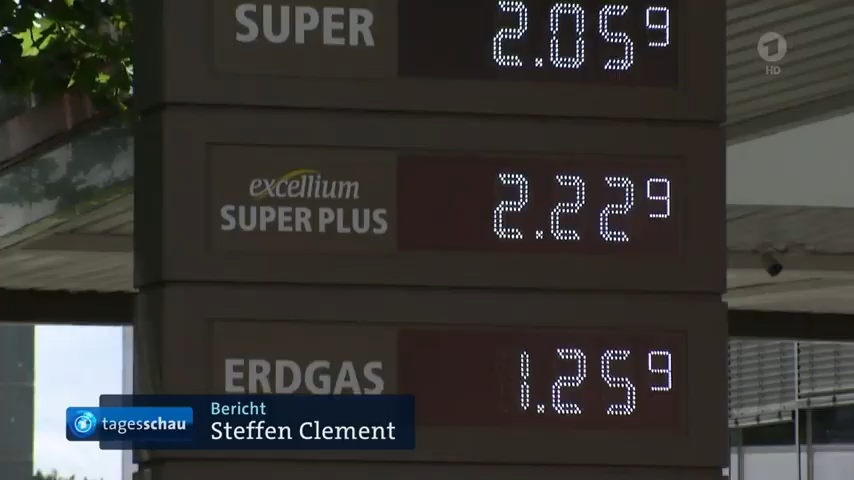 SUPER 2.05⁹
1
HD
excellium
SUPER PLUS 2.22⁹
ERDGAS 1.25⁹
tagesschau
Bericht
Steffen Clement